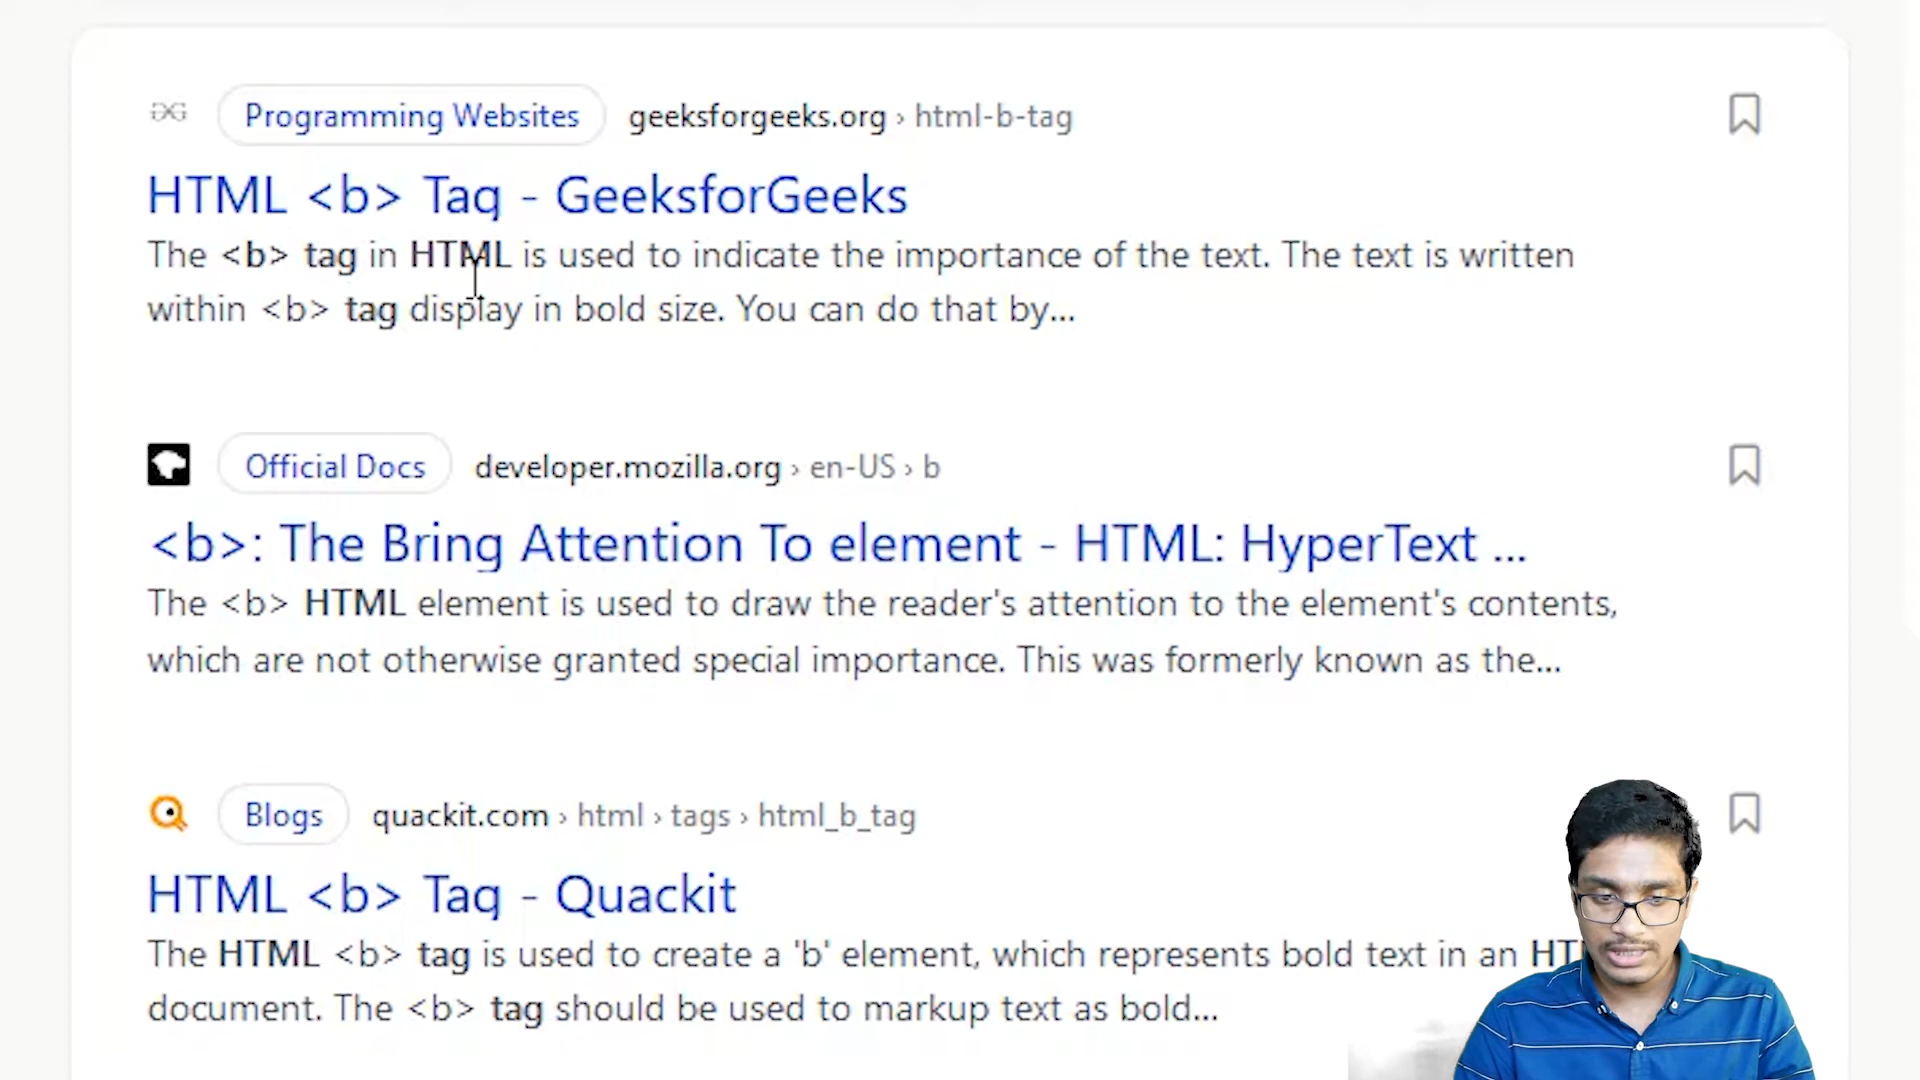 Programming Websites geeksforgeeks.org › html-b-tag
HTML <b> Tag - GeeksforGeeks
The <b> tag in HTML is used to indicate the importance of the text. The text is written
within <b> tag display in bold size. You can do that by...
Official Docs developer.mozilla.org › en-US › b
<b>: The Bring Attention To element - HTML: HyperText ...
The <b> HTML element is used to draw the reader's attention to the element's contents,
which are not otherwise granted special importance. This was formerly known as the...
Blogs quackit.com › html › tags › html_b_tag
HTML <b> Tag - Quackit
The HTML <b> tag is used to create a 'b' element, which represents bold text in an
document. The <b> tag should be used to markup text as bold...